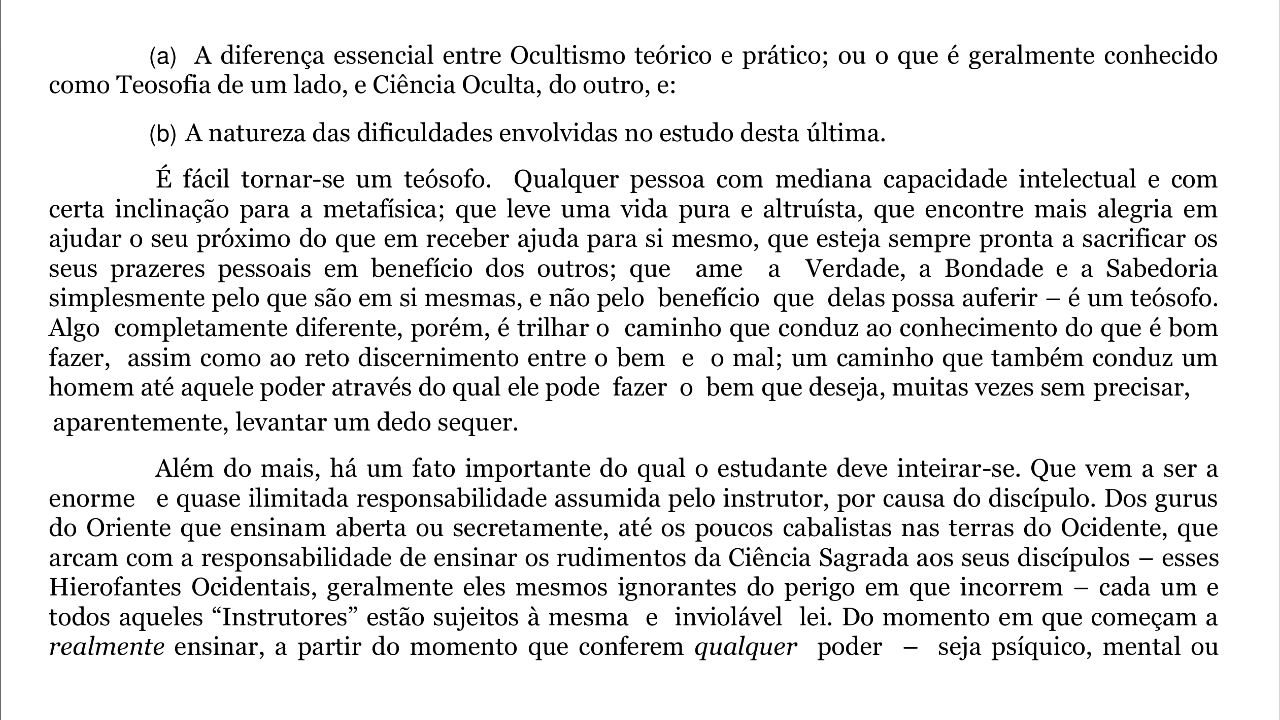 (a) A diferença essencial entre Ocultismo teórico e prático; ou o que é geralmente conhecido
como Teosofia de um lado, e Ciência Oculta, do outro, e:
(b) A natureza das dificuldades envolvidas no estudo desta última.
É fácil tornar-se um teósofo. Qualquer pessoa com mediana capacidade intelectual e com
certa inclinação para a metafísica; que leve uma vida pura e altruísta, que encontre mais alegria em
ajudar o seu próximo do que em receber ajuda para si mesmo, que esteja sempre pronta a sacrificar os
seus prazeres pessoais em benefício dos outros; que ame a Verdade, a Bondade e a Sabedoria
simplesmente pelo que são em si mesmas, e não pelo benefício que delas possa auferir – é um teósofo.
Algo completamente diferente, porém, é trilhar o caminho que conduz ao conhecimento do que é bom
fazer, assim como ao reto discernimento entre o bem e o mal; um caminho que também conduz um
homem até aquele poder através do qual ele pode fazer o bem que deseja, muitas vezes sem precisar,
aparentemente, levantar um dedo sequer.
Além do mais, há um fato importante do qual o estudante deve inteirar-se. Que vem a ser a
enorme e quase ilimitada responsabilidade assumida pelo instrutor, por causa do discípulo. Dos gurus
do Oriente que ensinam aberta ou secretamente, até os poucos cabalistas nas terras do Ocidente, que
arcam com a responsabilidade de ensinar os rudimentos da Ciência Sagrada aos seus discípulos – esses
Hierofantes Ocidentais, geralmente eles mesmos ignorantes do perigo em que incorrem – cada um e
todos aqueles “Instrutores” estão sujeitos à mesma e inviolável lei. Do momento em que começam a
realmente ensinar, a partir do momento que conferem qualquer poder – seja psíquico, mental ou